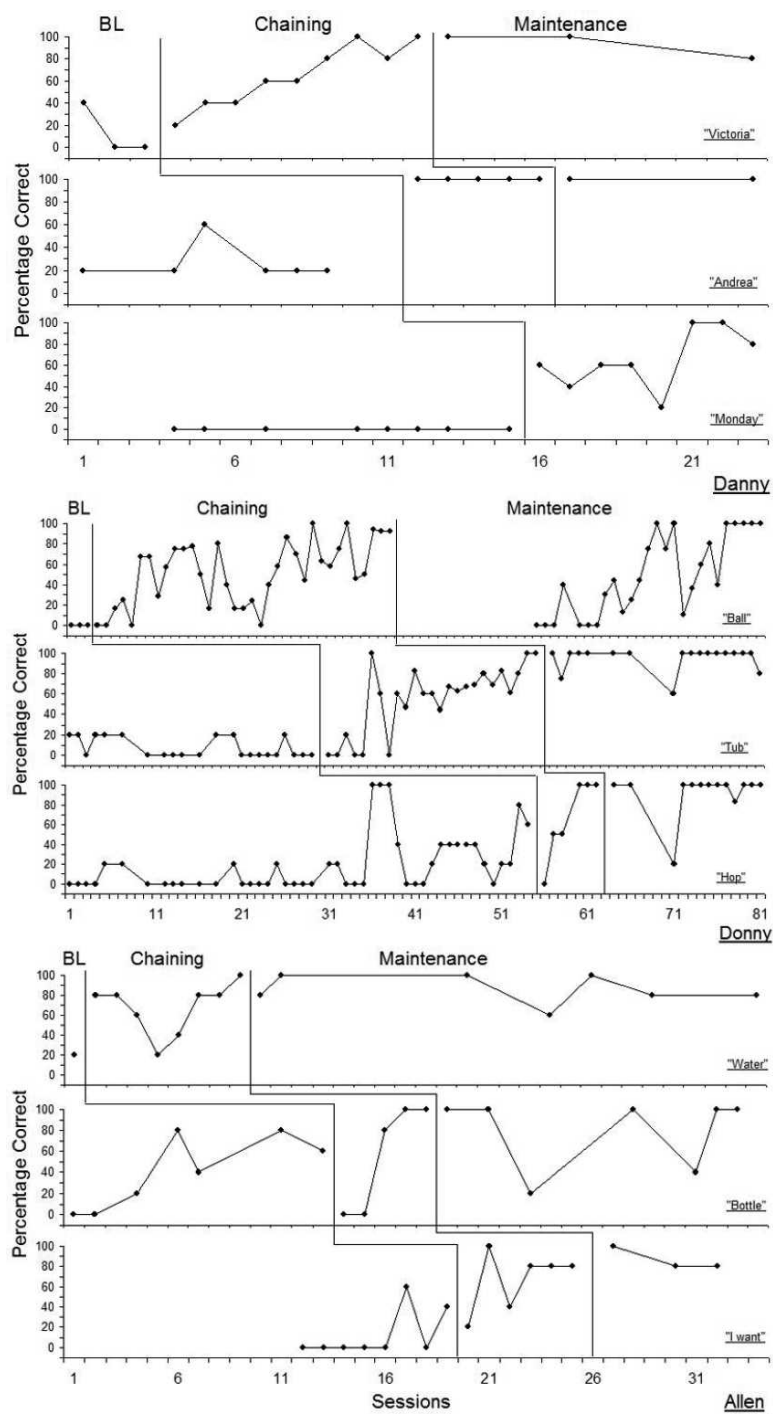 BL Chaining Maintenance
Percentage Correct
100
80
60
40
20
0
"Victoria"
100
80
60
40
20
0
"Andrea"
100
80
60
40
20
0
"Monday"
1 6 11 16 21
Danny
BL Chaining Maintenance
Percentage Correct
100
80
60
40
20
0
"Ball"
100
80
60
40
20
0
"Tub"
100
80
60
40
20
0
"Hop"
1 11 21 31 41 51 61 71 81
Donny
BL Chaining Maintenance
Percentage Correct
100
80
60
40
20
0
"Water"
100
80
60
40
20
0
"Bottle"
100
80
60
40
20
0
"I want"
1 6 11 16 21 26 31
Sessions Allen